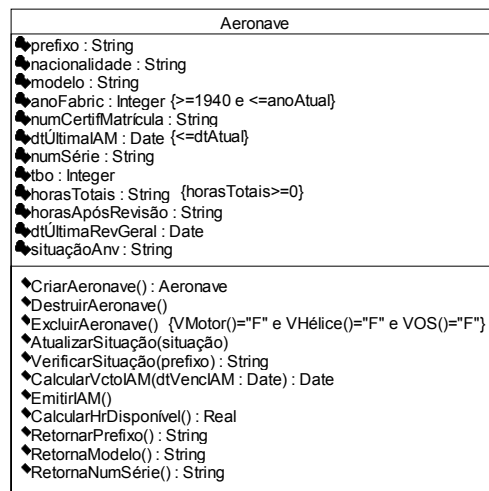 Aeronave
prefixo : String
nacionalidade : String
modelo : String
anoFabric : Integer {>=1940 e <=anoAtual}
numCertifMatrícula : String
dtÚltimaIAM : Date {<=dtAtual}
numSérie : String
tbo : Integer
horasTotais : String {horasTotais>=0}
horasApósRevisão : String
dtÚltimaRevGeral : Date
situaçãoAnv : String
CriarAeronave() : Aeronave
DestruirAeronave()
ExcluirAeronave() {VMotor()="F" e VHélice()="F" e VOS()="F"}
AtualizarSituação(situação)
VerificarSituação(prefixo) : String
CalcularVctoIAM(dtVencIAM : Date) : Date
EmitirIAM()
CalcularHrDisponível() : Real
RetornarPrefixo() : String
RetornaModelo() : String
RetornaNumSérie() : String